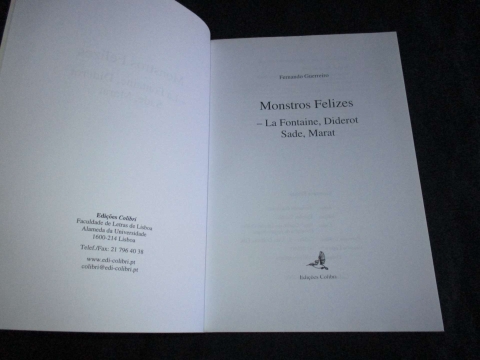 Edições Colibri
Faculdade de Letras de Lisboa
Alameda da Universidade
1600-214 Lisboa
Telef./Fax: 21 796 40 38
www.edi-colibri.pt
colibri@edi-colibri.pt
Fernando Guerreiro
Monstros Felizes
– La Fontaine, Diderot
Sade, Marat
Edições Colibri